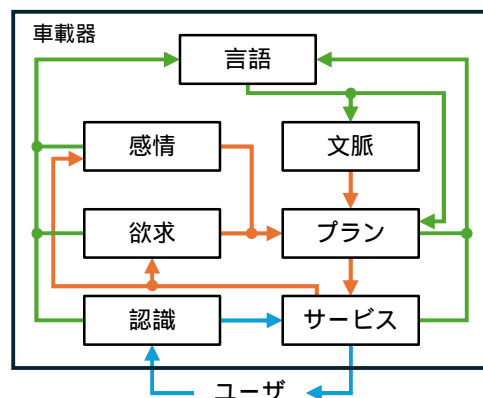 車載器
言語
感情
文脈
欲求
プラン
認識
サービス
ユーザ